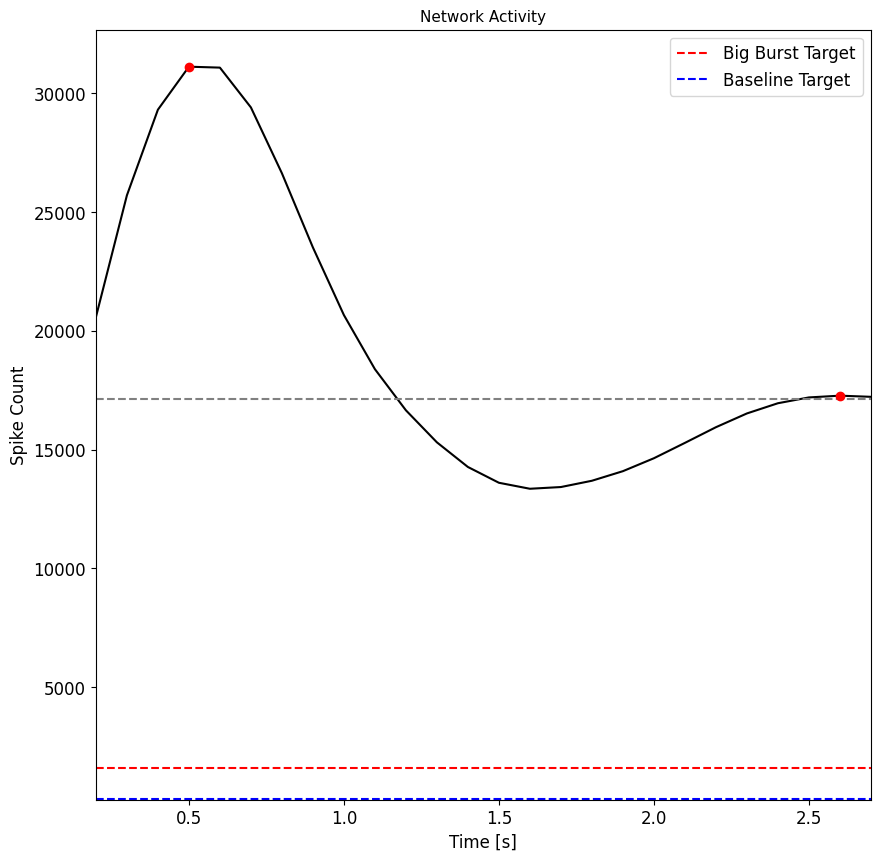 Network Activity
Big Burst Target
Baseline Target
30000
25000
20000
15000
10000
5000
Spike Count
0.5 1.0 1.5 2.0 2.5
Time [s]